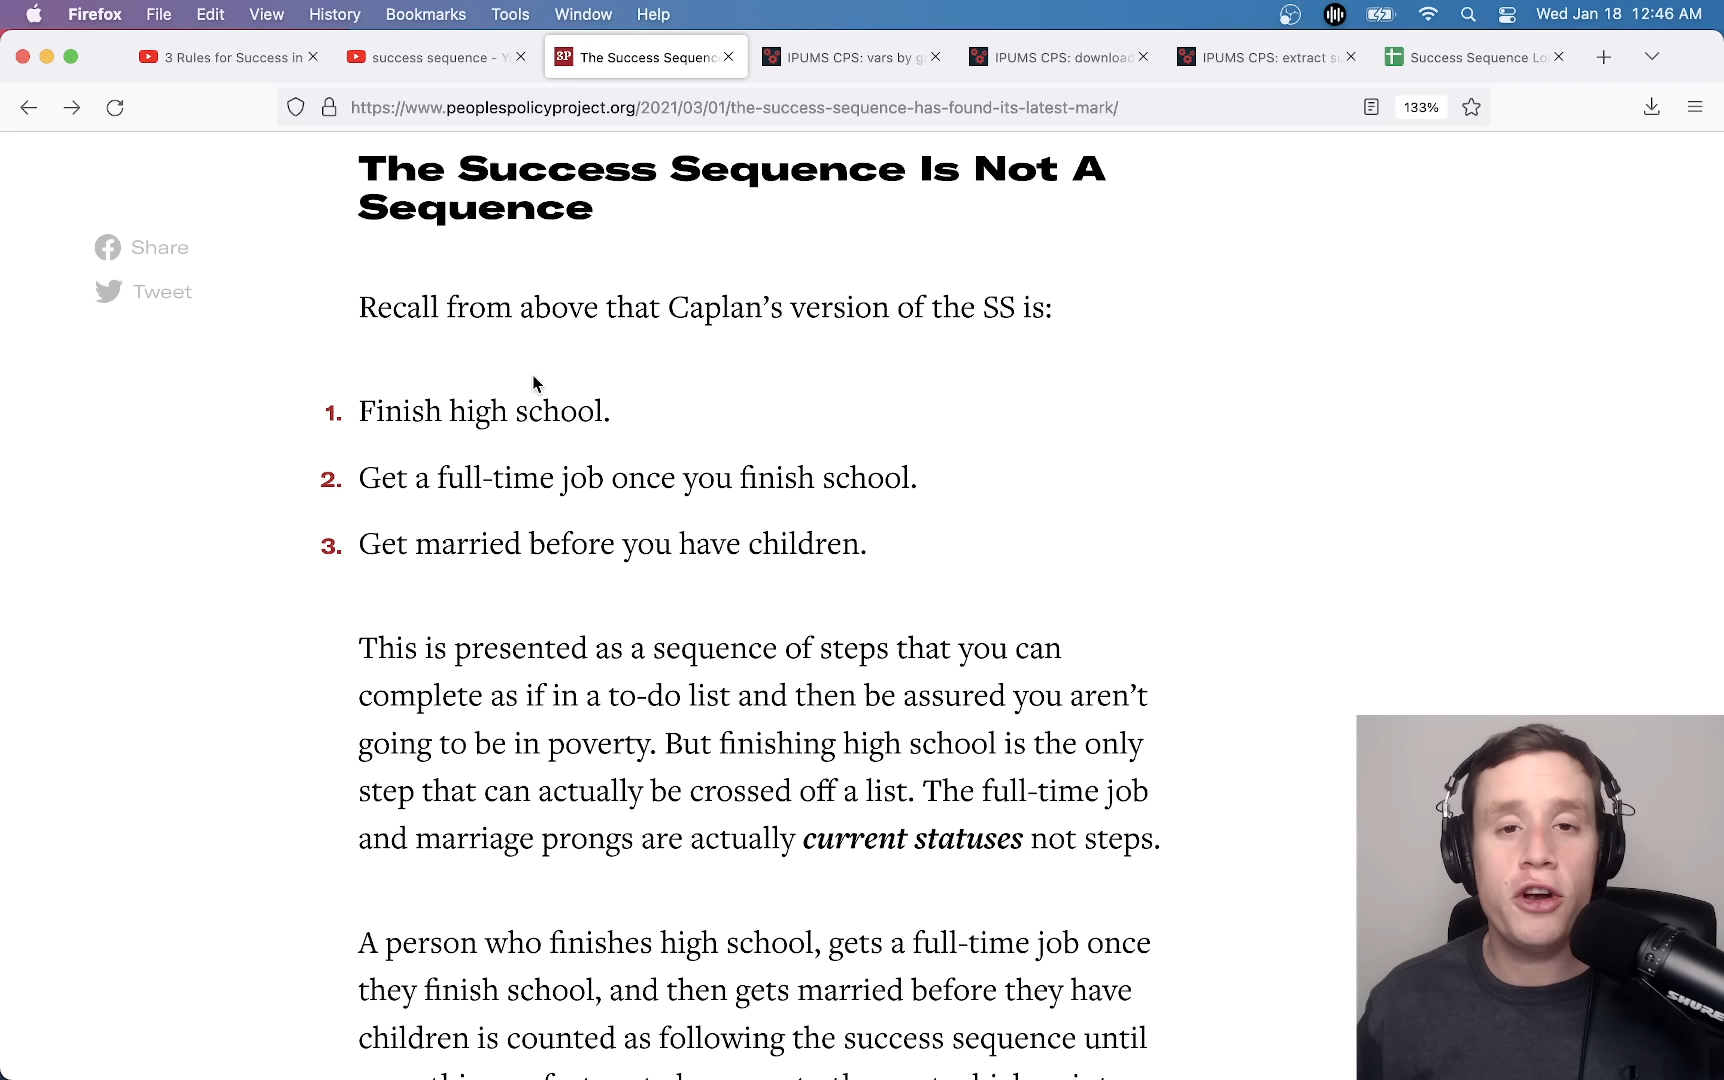 Firefox File Edit View History Bookmarks Tools Window Help Wed Jan 18 12:46 AM
3 Rules for Success in success sequence - Y 3P The Success Sequenc IPUMS CPS: vars by g IPUMS CPS: download IPUMS CPS: extract su Success Sequence Lo
https://www.peoplespolicyproject.org/2021/03/01/the-success-sequence-has-found-its-latest-mark/ 133%
The Success Sequence Is Not A
Sequence
Share
Tweet
Recall from above that Caplan's version of the SS is:
1. Finish high school.
2. Get a full-time job once you finish school.
3. Get married before you have children.
This is presented as a sequence of steps that you can
complete as if in a to-do list and then be assured you aren't
going to be in poverty. But finishing high school is the only
step that can actually be crossed off a list. The full-time job
and marriage prongs are actually current statuses not steps.
A person who finishes high school, gets a full-time job once
they finish school, and then gets married before they have
children is counted as following the success sequence until
SHURE